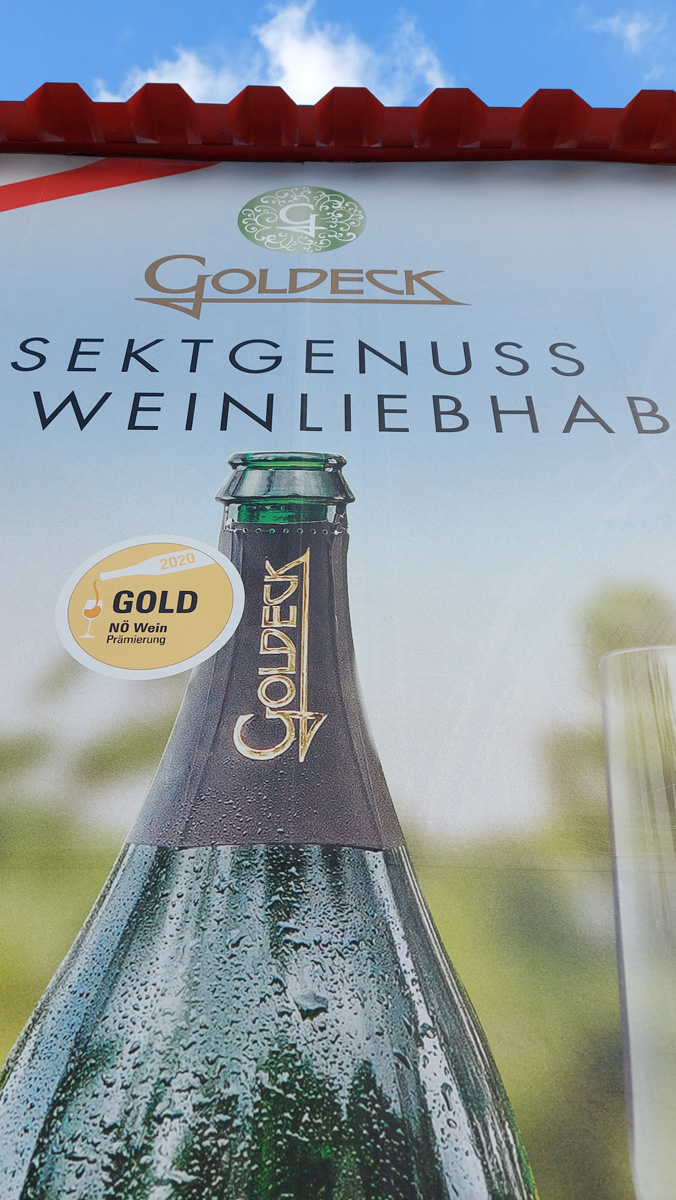 GOLDECK
SEKTGENUSS
WEINLIEBHAB
2020
GOLD
NÖ Wein
Prämierung
GOLDECK